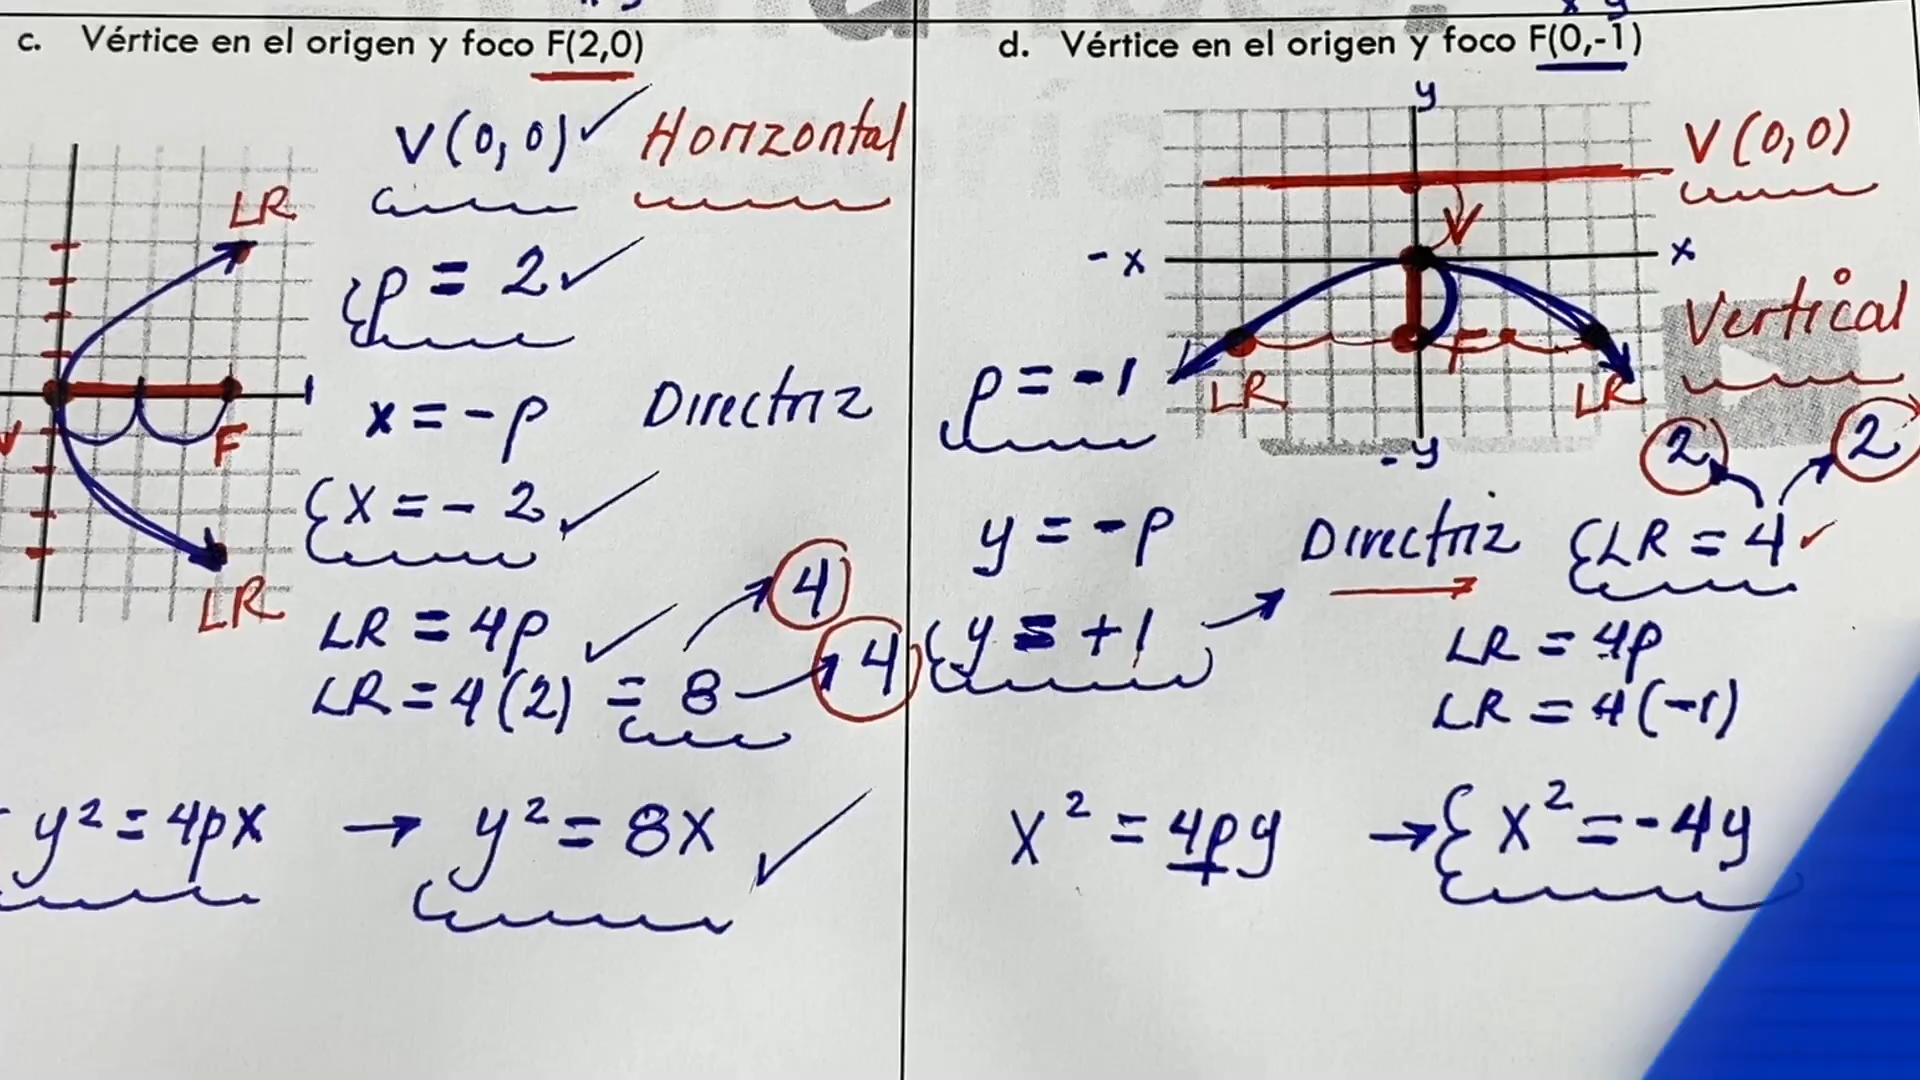 c. Vértice en el origen y foco F(2,0)
V(0,0) Horizontal
LR
p = 2
x = -p Directriz
V
F
x = -2
LR
LR = 4p
4
LR = 4(2) = 8
4
y² = 4px → y² = 8x
d. Vértice en el origen y foco F(0,-1)
y
V(0,0)
V
-x
x
Vertical
F
p = -1
LR
LR
-y
2
2
y = -p Directriz LR = 4
y = +1
LR = 4p
LR = 4(-1)
x² = 4py → x² = -4y